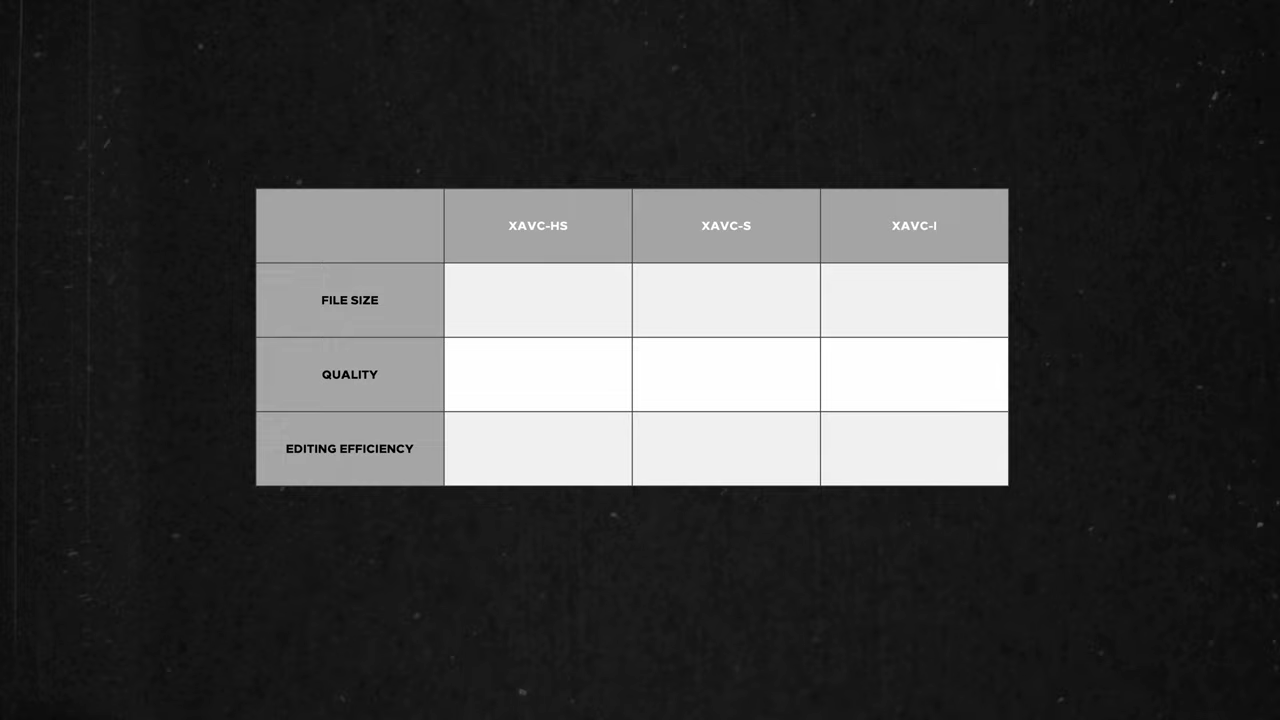 XAVC-HS XAVC-S XAVC-I
FILE SIZE
QUALITY
EDITING EFFICIENCY